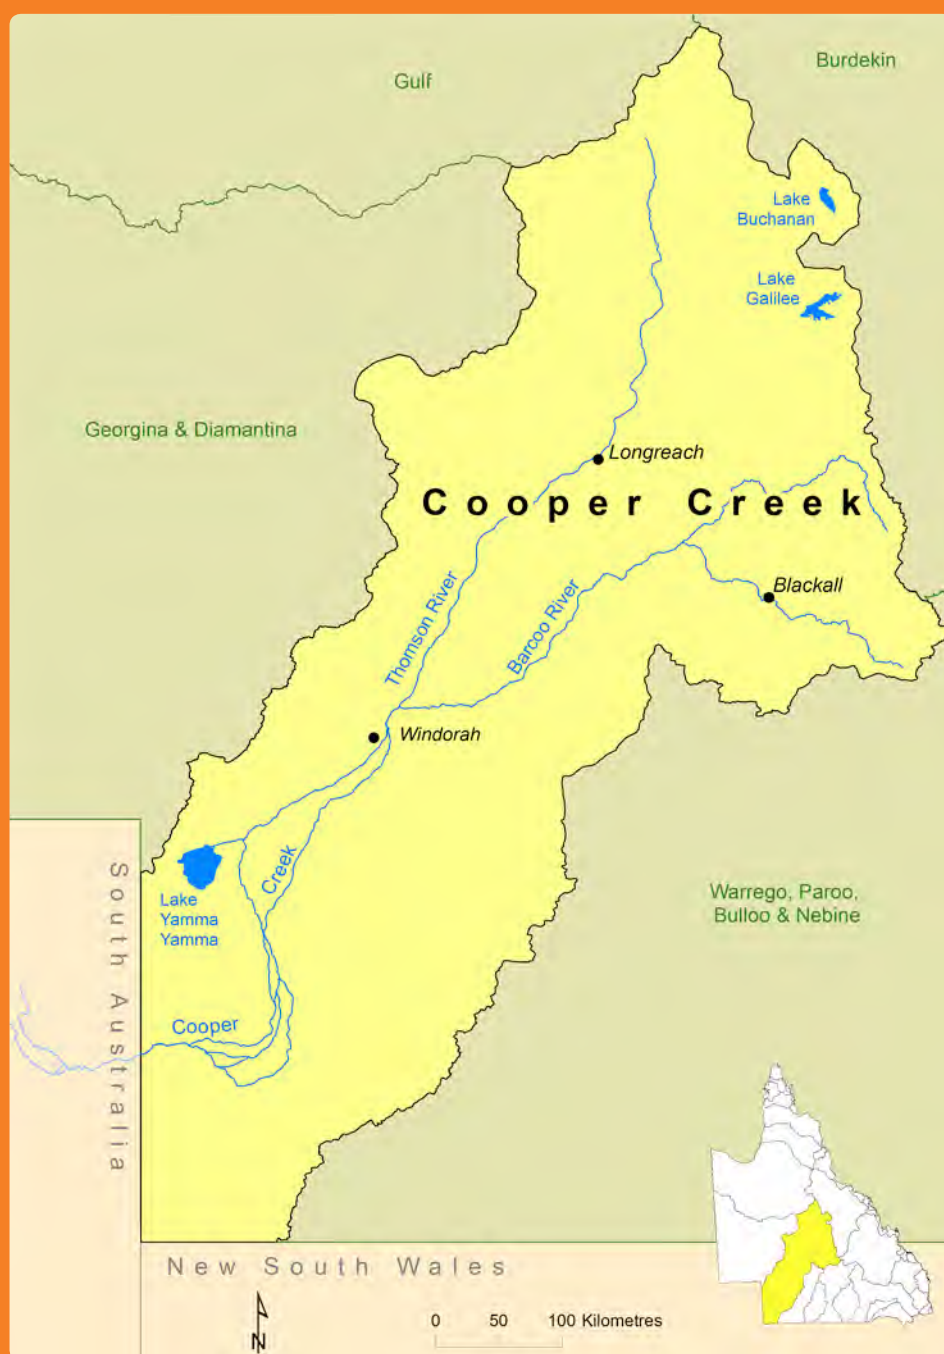 Burdekin
Gulf
Lake
Buchanan
Lake
Galilee
Georgina & Diamantina
Longreach
Cooper Creek
Blackall
Thomson River
Barcoo River
Windorah
Creek
Lake
Yamma
Yamma
Warrego, Paroo,
Bulloo & Nebine
South Australia
Cooper
New South Wales
N
0 50 100 Kilometres